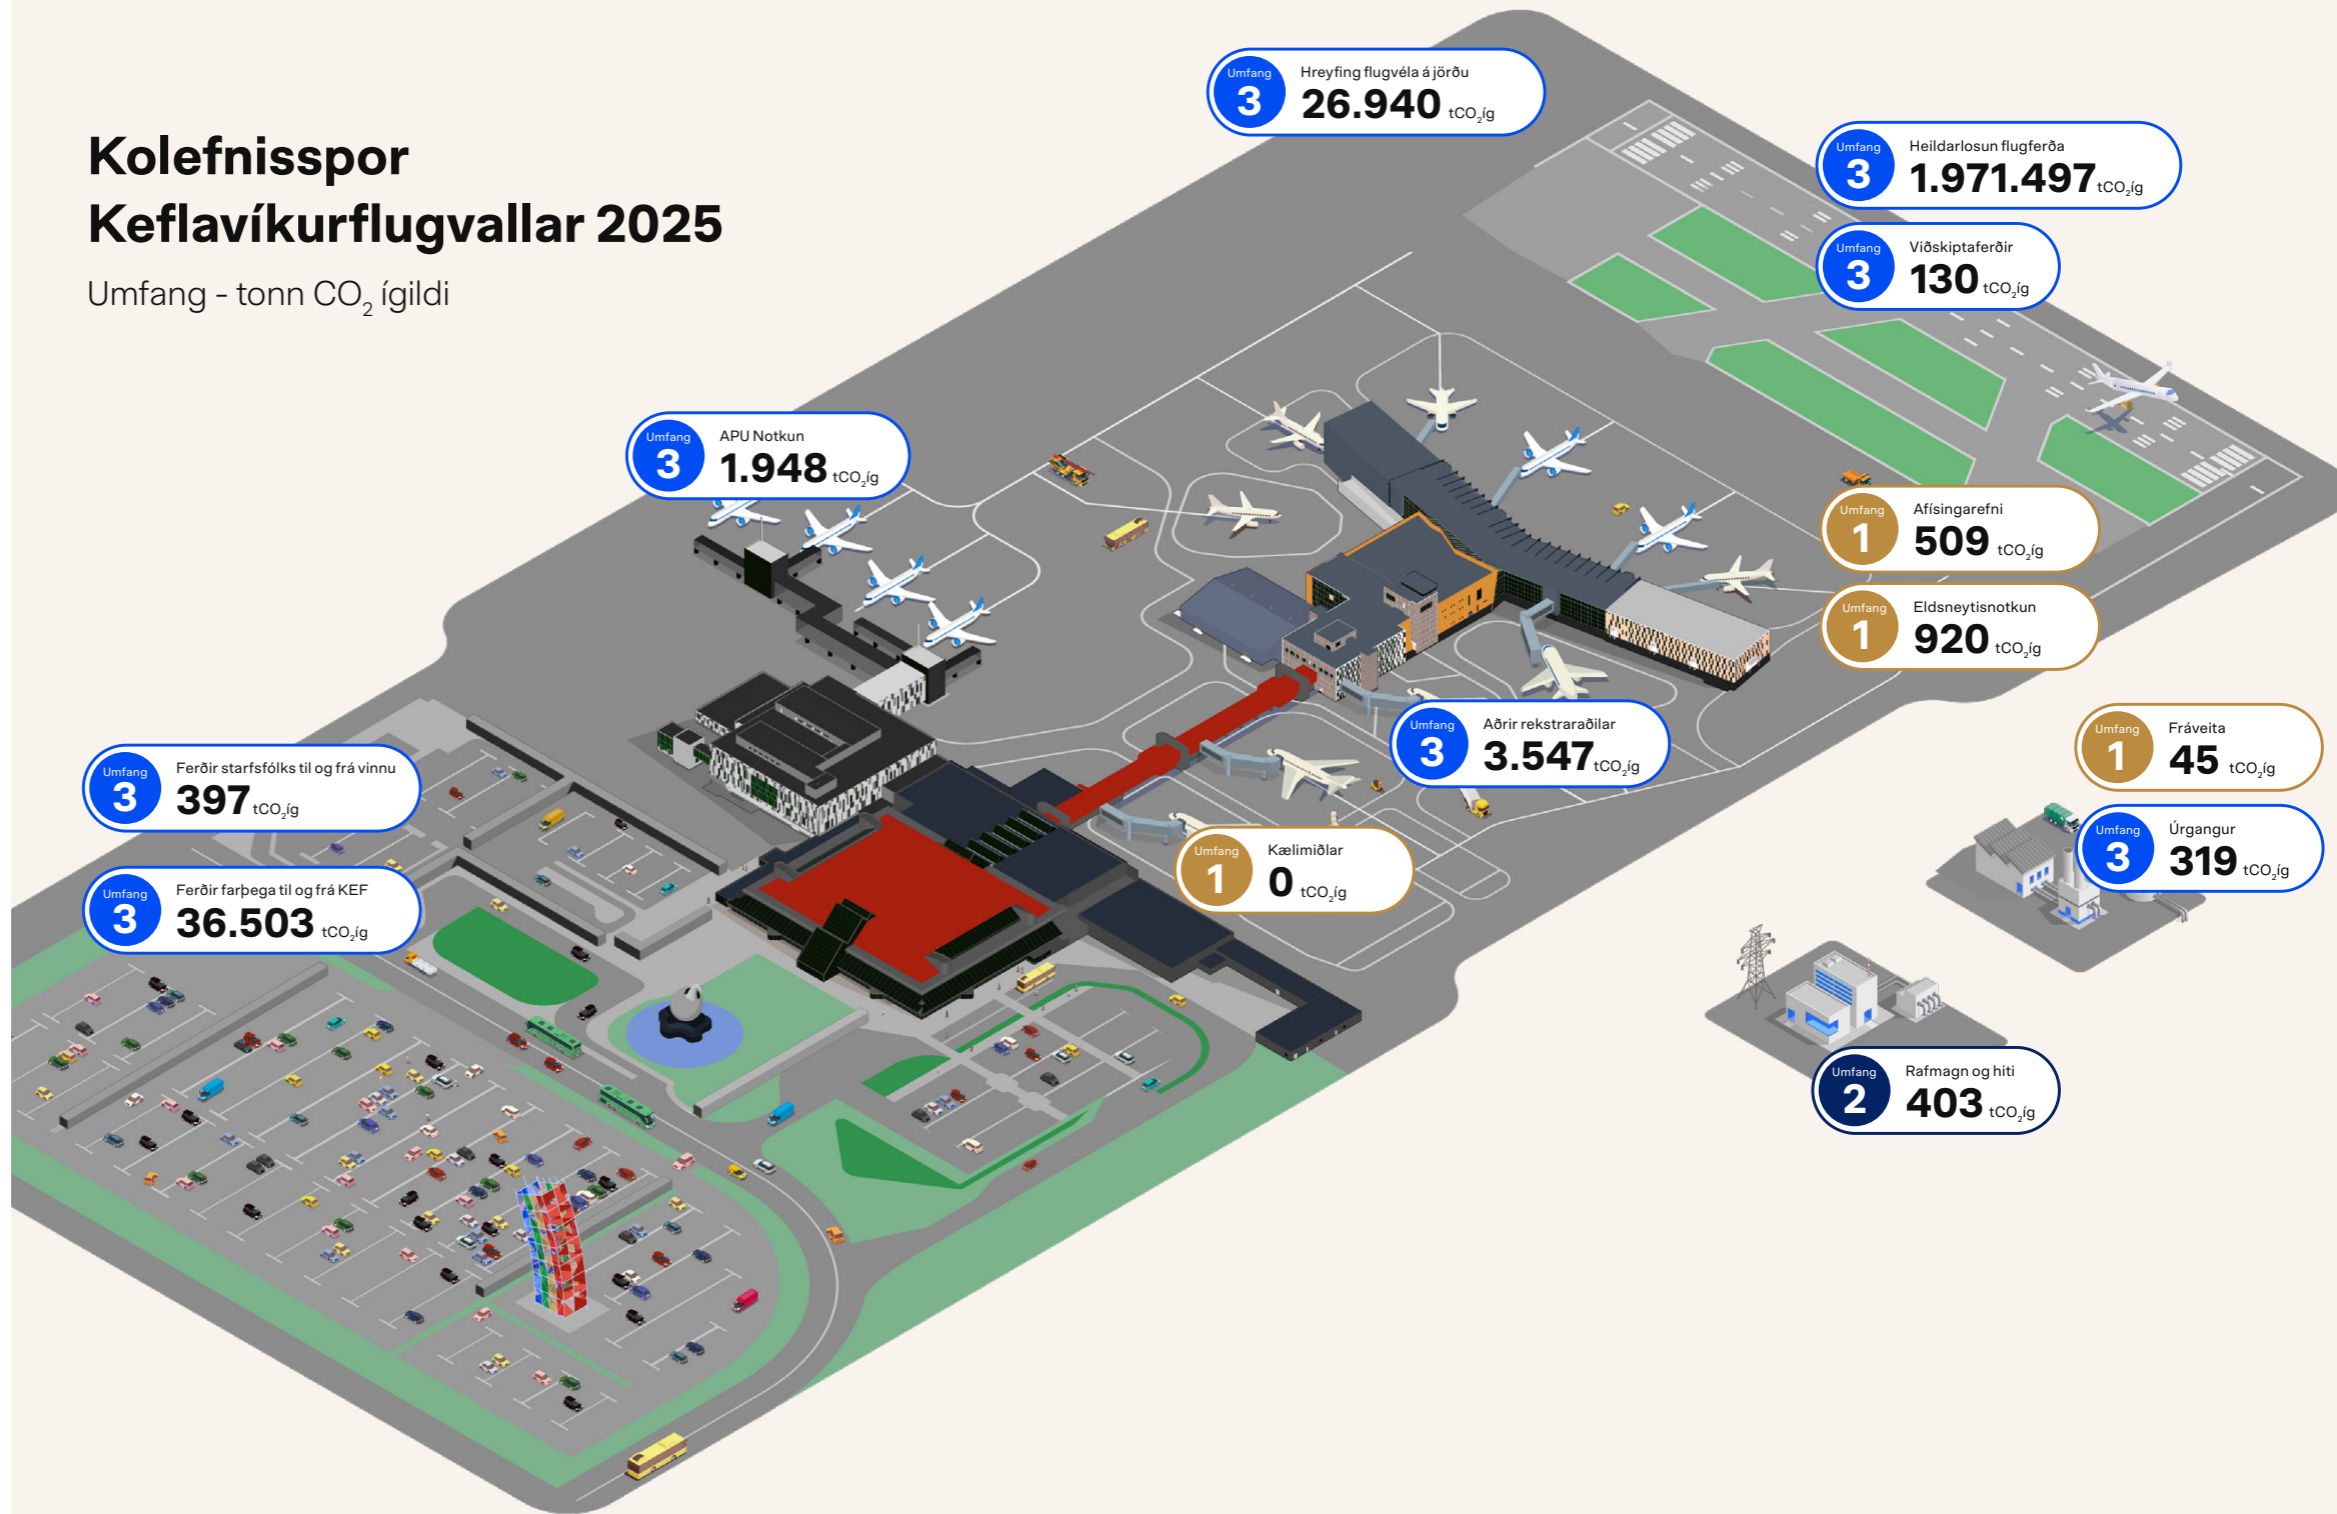 Kolefnisspor
Keflavíkurflugvallar 2025
Umfang - tonn CO₂ ígildi
Umfang
3
Hreyfing flugvéla á jörðu
26.940 tCO₂íg
Umfang
3
Heildarlosun flugferða
1.971.497 tCO₂íg
Umfang
3
Viðskiptaferðir
130 tCO₂íg
Umfang
3
APU Notkun
1.948 tCO₂íg
Umfang
1
Afísingarefni
509 tCO₂íg
Umfang
1
Eldsneytisnotkun
920 tCO₂íg
Umfang
3
Aðrir rekstraraðilar
3.547 tCO₂íg
Umfang
1
Fráveita
45 tCO₂íg
Umfang
3
Ferðir starfsfólks til og frá vinnu
397 tCO₂íg
Umfang
3
Úrgangur
319 tCO₂íg
Umfang
1
Kælimiðlar
0 tCO₂íg
Umfang
3
Ferðir farþega til og frá KEF
36.503 tCO₂íg
Umfang
2
Rafmagn og hiti
403 tCO₂íg